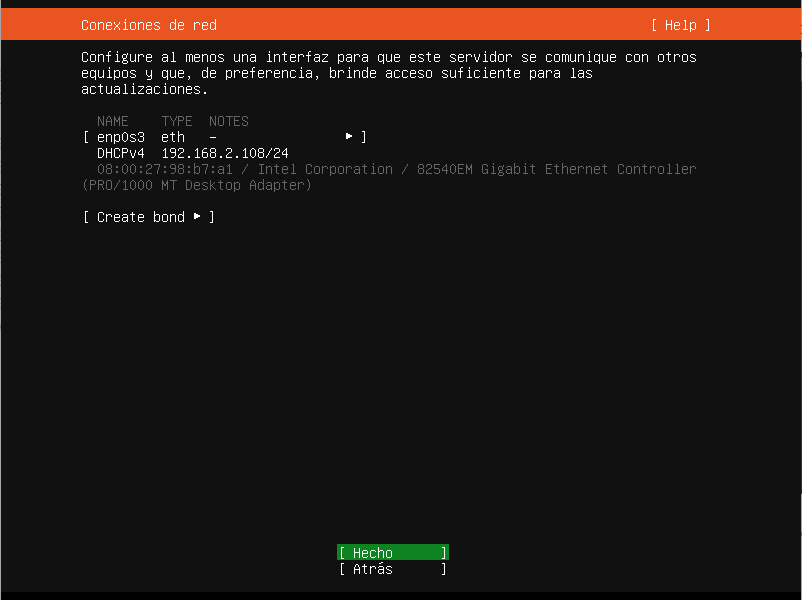 Conexiones de red [ Help ]
Configure al menos una interfaz para que este servidor se comunique con otros
equipos y que, de preferencia, brinde acceso suficiente para las
actualizaciones.
NAME TYPE NOTES
[ enp0s3 eth - ▸ ]
DHCPv4 192.168.2.108/24
08:00:27:98:b7:a1 / Intel Corporation / 82540EM Gigabit Ethernet Controller
(PRO/1000 MT Desktop Adapter)
[ Create bond ▸ ]
[ Hecho ]
[ Atrás ]